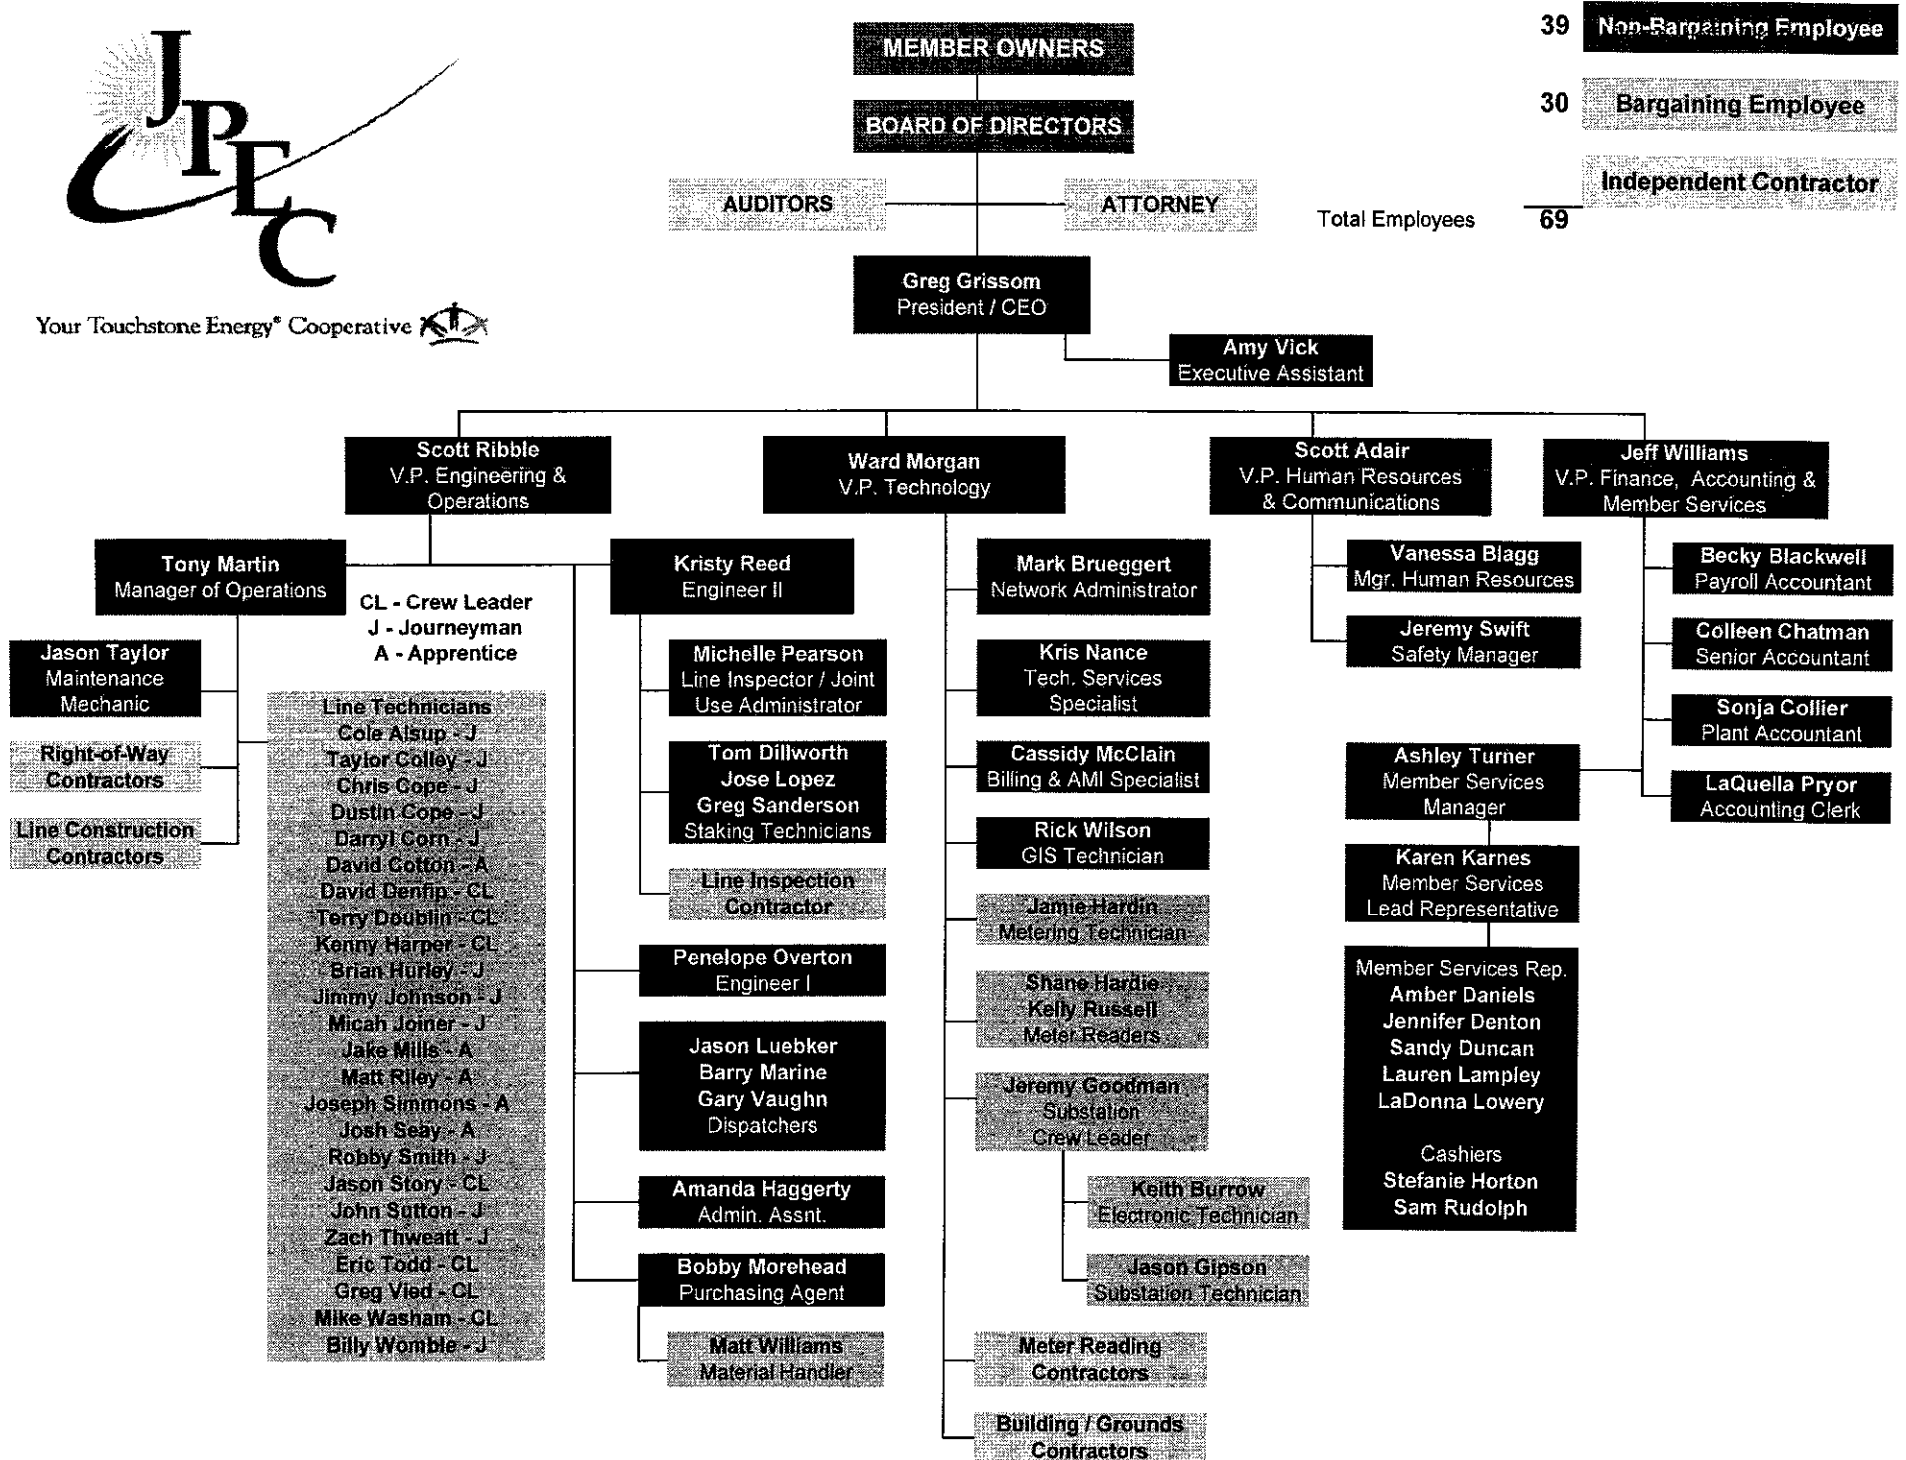 JPEC
Your Touchstone Energy® Cooperative
39 Non-Bargaining Employee
30 Bargaining Employee
Independent Contractor
Total Employees 69
MEMBER OWNERS
BOARD OF DIRECTORS
AUDITORS
ATTORNEY
Greg Grissom
President / CEO
Amy Vick
Executive Assistant
Scott Ribble
V.P. Engineering &
Operations
Ward Morgan
V.P. Technology
Scott Adair
V.P. Human Resources
& Communications
Jeff Williams
V.P. Finance, Accounting &
Member Services
Tony Martin
Manager of Operations
CL - Crew Leader
J - Journeyman
A - Apprentice
Jason Taylor
Maintenance
Mechanic
Right-of-Way
Contractors
Line Construction
Contractors
Line Technicians
Cole Alsup - J
Taylor Colley - J
Chris Cope - J
Dustin Cope - J
Darryl Corn - J
David Cotton - A
David Denfip - CL
Terry Doublin - CL
Kenny Harper - CL
Brian Hurley - J
Jimmy Johnson - J
Micah Joiner - J
Jake Mills - A
Matt Riley - A
Joseph Simmons - A
Josh Seay - A
Robby Smith - J
Jason Story - CL
John Sutton - J
Zach Thweatt - J
Eric Todd - CL
Greg Vied - CL
Mike Washam - CL
Billy Womble - J
Kristy Reed
Engineer II
Michelle Pearson
Line Inspector / Joint
Use Administrator
Tom Dillworth
Jose Lopez
Greg Sanderson
Staking Technicians
Line Inspection
Contractor
Penelope Overton
Engineer I
Jason Luebker
Barry Marine
Gary Vaughn
Dispatchers
Amanda Haggerty
Admin. Assnt.
Bobby Morehead
Purchasing Agent
Matt Williams
Material Handler
Mark Brueggert
Network Administrator
Kris Nance
Tech. Services
Specialist
Cassidy McClain
Billing & AMI Specialist
Rick Wilson
GIS Technician
Jamie Hardin
Metering Technician
Shane Hardie
Kelly Russell
Meter Readers
Jeremy Goodman
Substation
Crew Leader
Keith Burrow
Electronic Technician
Jason Gipson
Substation Technician
Meter Reading
Contractors
Building / Grounds
Contractors
Vanessa Blagg
Mgr. Human Resources
Jeremy Swift
Safety Manager
Becky Blackwell
Payroll Accountant
Colleen Chatman
Senior Accountant
Sonja Collier
Plant Accountant
LaQuella Pryor
Accounting Clerk
Ashley Turner
Member Services
Manager
Karen Karnes
Member Services
Lead Representative
Member Services Rep.
Amber Daniels
Jennifer Denton
Sandy Duncan
Lauren Lampley
LaDonna Lowery
Cashiers
Stefanie Horton
Sam Rudolph